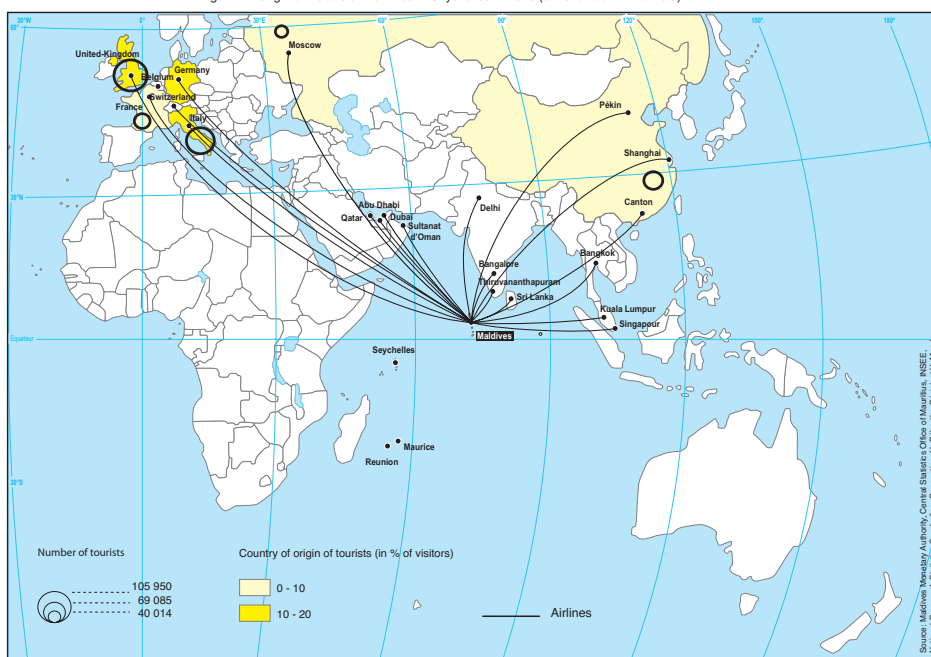 30°W
0°
30°E
60°E
90°E
120°E
150°E
60°
Moscow
United-Kingdom
Belgium
Germany
Switzerland
France
Italy
Pékin
Shanghai
30°N
Canton
Abu Dhabi
Qatar
Dubai
Sultanat
d'Oman
Delhi
Bangkok
Bangalore
Thiruvananthapuram
Sri Lanka
Kuala Lumpur
Singapour
Maldives
Equateur
Seychelles
Maurice
Reunion
30°S
Number of tourists
105 950
69 085
40 014
Country of origin of tourists (in % of visitors)
0 - 10
10 - 20
Airlines
Source: Maldives Monetary Authority, Central Statistics Office of Mauritius, INSEE,